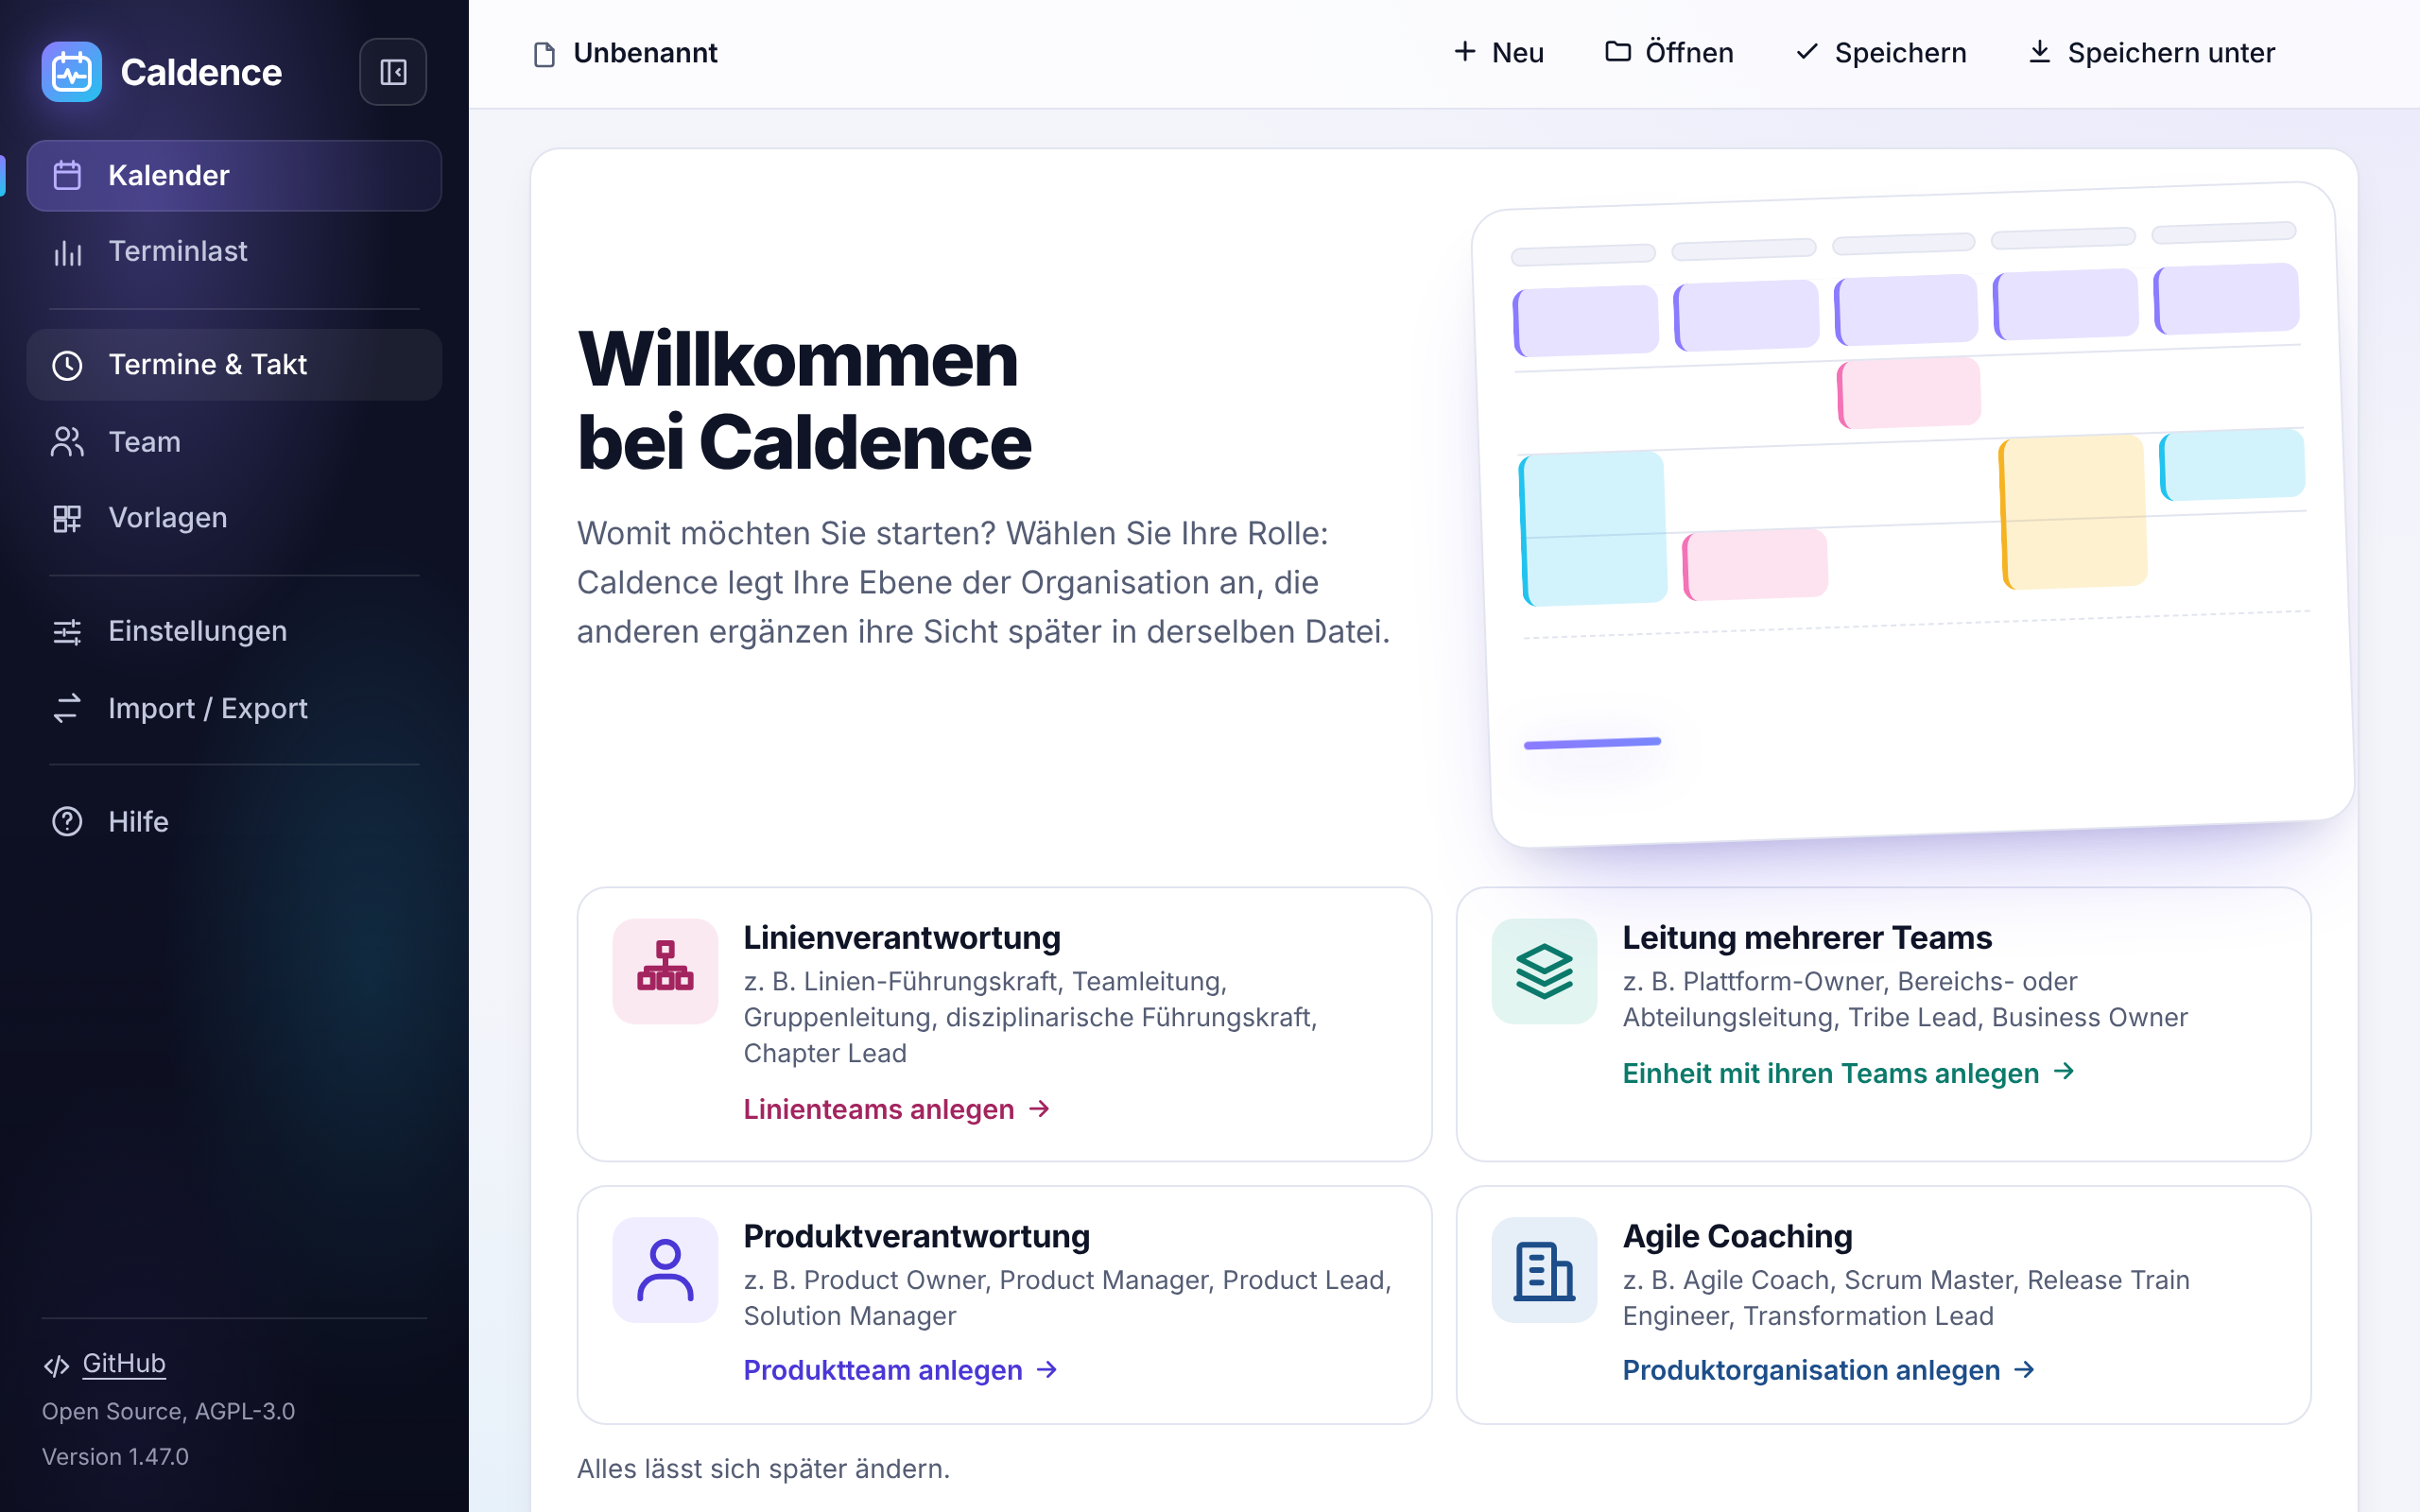 Caldence
Kalender
Terminlast
Termine & Takt
Team
Vorlagen
Einstellungen
Import / Export
Hilfe
GitHub
Open Source, AGPL-3.0
Version 1.47.0
Unbenannt
Neu
Öffnen
Speichern
Speichern unter
Willkommen
bei Caldence
Womit möchten Sie starten? Wählen Sie Ihre Rolle:
Caldence legt Ihre Ebene der Organisation an, die
anderen ergänzen ihre Sicht später in derselben Datei.
Linienverantwortung
z. B. Linien-Führungskraft, Teamleitung,
Gruppenleitung, disziplinarische Führungskraft,
Chapter Lead
Linienteams anlegen →
Leitung mehrerer Teams
z. B. Plattform-Owner, Bereichs- oder
Abteilungsleitung, Tribe Lead, Business Owner
Einheit mit ihren Teams anlegen →
Produktverantwortung
z. B. Product Owner, Product Manager, Product Lead,
Solution Manager
Produktteam anlegen →
Agile Coaching
z. B. Agile Coach, Scrum Master, Release Train
Engineer, Transformation Lead
Produktorganisation anlegen →
Alles lässt sich später ändern.